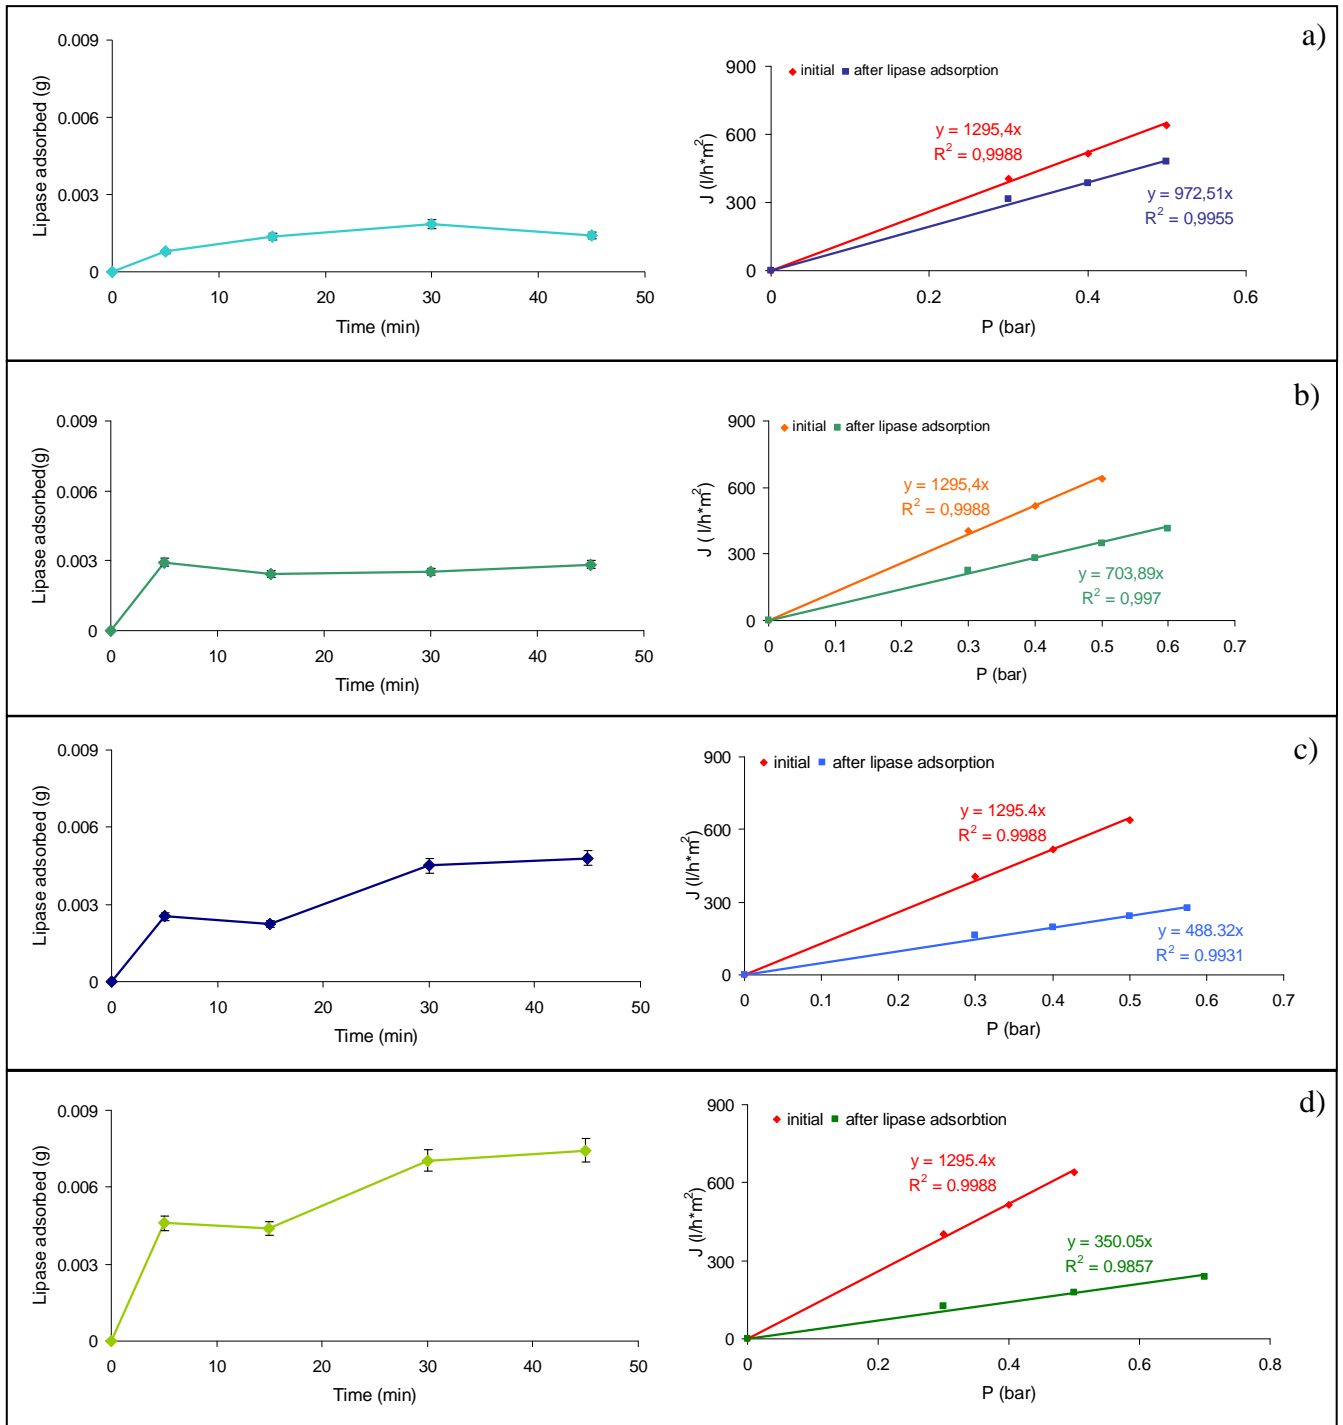 a)
0.009
0.006
0.003
0
Lipase adsorbed (g)
0 10 20 30 40 50
Time (min)
initial after lipase adsorption
900
600
300
0
J (l/h*m²)
y = 1295,4x
R² = 0,9988
y = 972,51x
R² = 0,9955
0 0.2 0.4 0.6
P (bar)
b)
0.009
0.006
0.003
0
Lipase adsorbed(g)
0 10 20 30 40 50
Time (min)
initial after lipase adsorption
900
600
300
0
J ( l/h*m²)
y = 1295,4x
R² = 0,9988
y = 703,89x
R² = 0,997
0 0.1 0.2 0.3 0.4 0.5 0.6 0.7
P (bar)
c)
0.009
0.006
0.003
0
Lipase adsorbed (g)
0 10 20 30 40 50
Time (min)
initial after lipase adsorption
900
600
300
0
J (l/h*m²)
y = 1295.4x
R² = 0.9988
y = 488.32x
R² = 0.9931
0 0.1 0.2 0.3 0.4 0.5 0.6 0.7
P (bar)
d)
0.009
0.006
0.003
0
Lipase adsorbed (g)
0 10 20 30 40 50
Time (min)
initial after lipase adsorbtion
900
600
300
0
J (l/h*m²)
y = 1295.4x
R² = 0.9988
y = 350.05x
R² = 0.9857
0 0.2 0.4 0.6 0.8
P (bar)